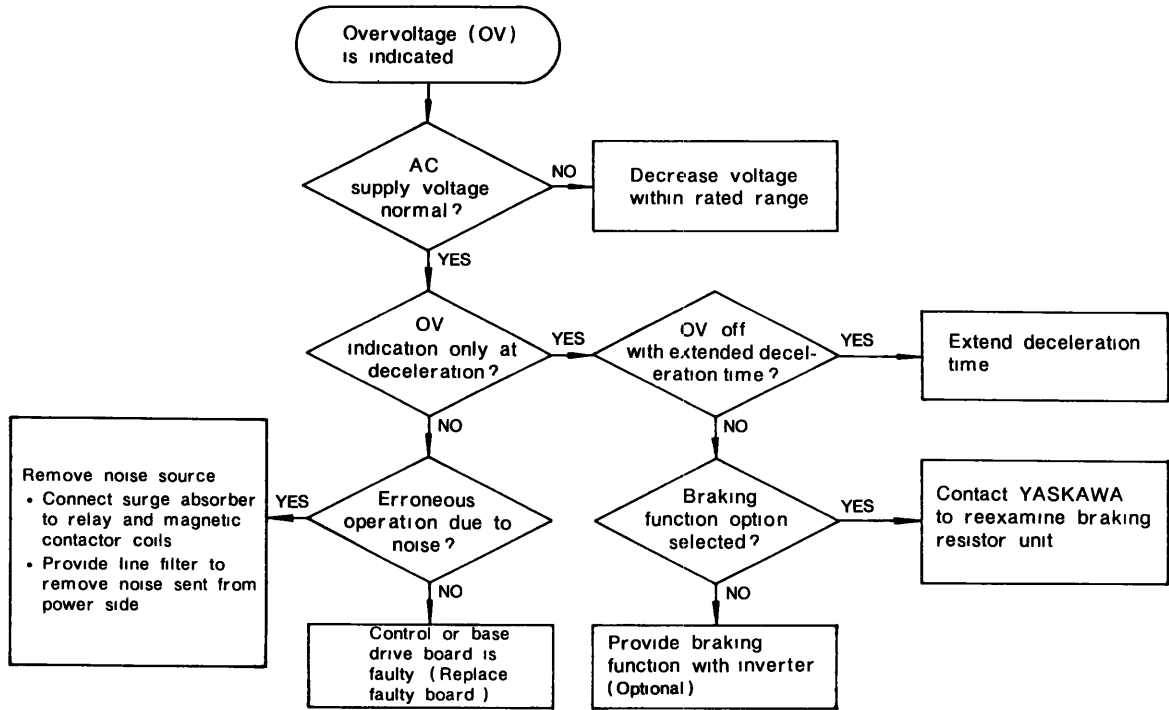 Overvoltage (OV)
is indicated
AC
supply voltage
normal?
NO
Decrease voltage
within rated range
YES
OV
indication only at
deceleration?
YES
OV off
with extended decel-
eration time?
YES
Extend deceleration
time
NO
NO
Remove noise source
• Connect surge absorber
to relay and magnetic
contactor coils
• Provide line filter to
remove noise sent from
power side
YES
Erroneous
operation due to
noise?
Braking
function option
selected?
YES
Contact YASKAWA
to reexamine braking
resistor unit
NO
NO
Control or base
drive board is
faulty (Replace
faulty board)
Provide braking
function with inverter
(Optional)